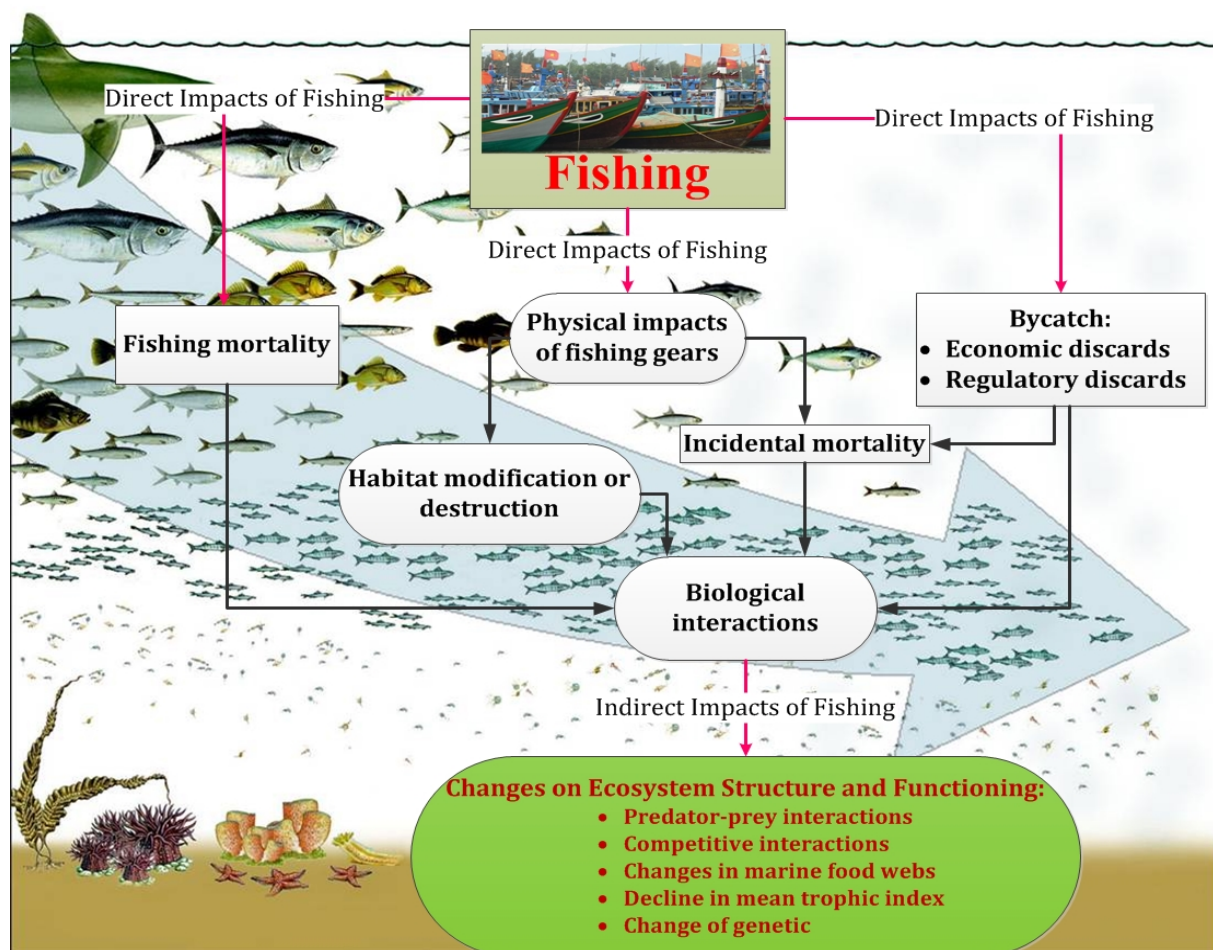 Direct Impacts of Fishing
Fishing
Direct Impacts of Fishing
Direct Impacts of Fishing
Fishing mortality
Physical impacts
of fishing gears
Bycatch:
• Economic discards
• Regulatory discards
Incidental mortality
Habitat modification or
destruction
Biological
interactions
Indirect Impacts of Fishing
Changes on Ecosystem Structure and Functioning:
• Predator-prey interactions
• Competitive interactions
• Changes in marine food webs
• Decline in mean trophic index
• Change of genetic